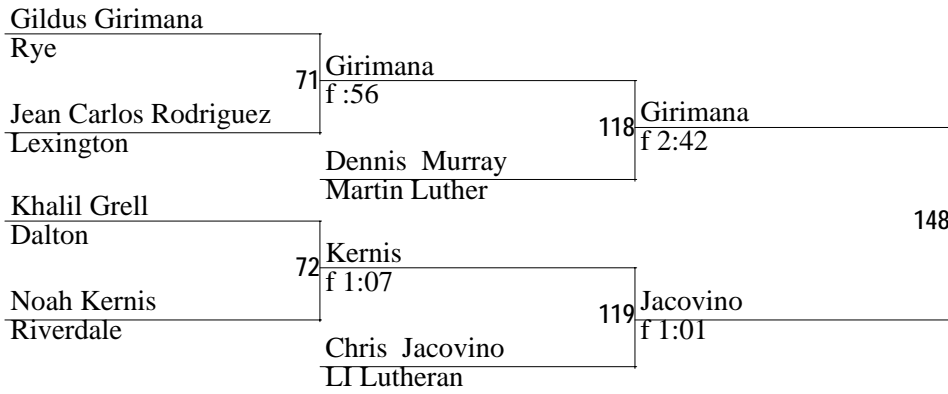 Gildus Girimana
Rye
71
Girimana
f :56
Jean Carlos Rodriguez
Lexington
118
Girimana
f 2:42
Dennis Murray
Martin Luther
Khalil Grell
Dalton
148
72
Kernis
f 1:07
Noah Kernis
Riverdale
119
Jacovino
f 1:01
Chris Jacovino
LI Lutheran